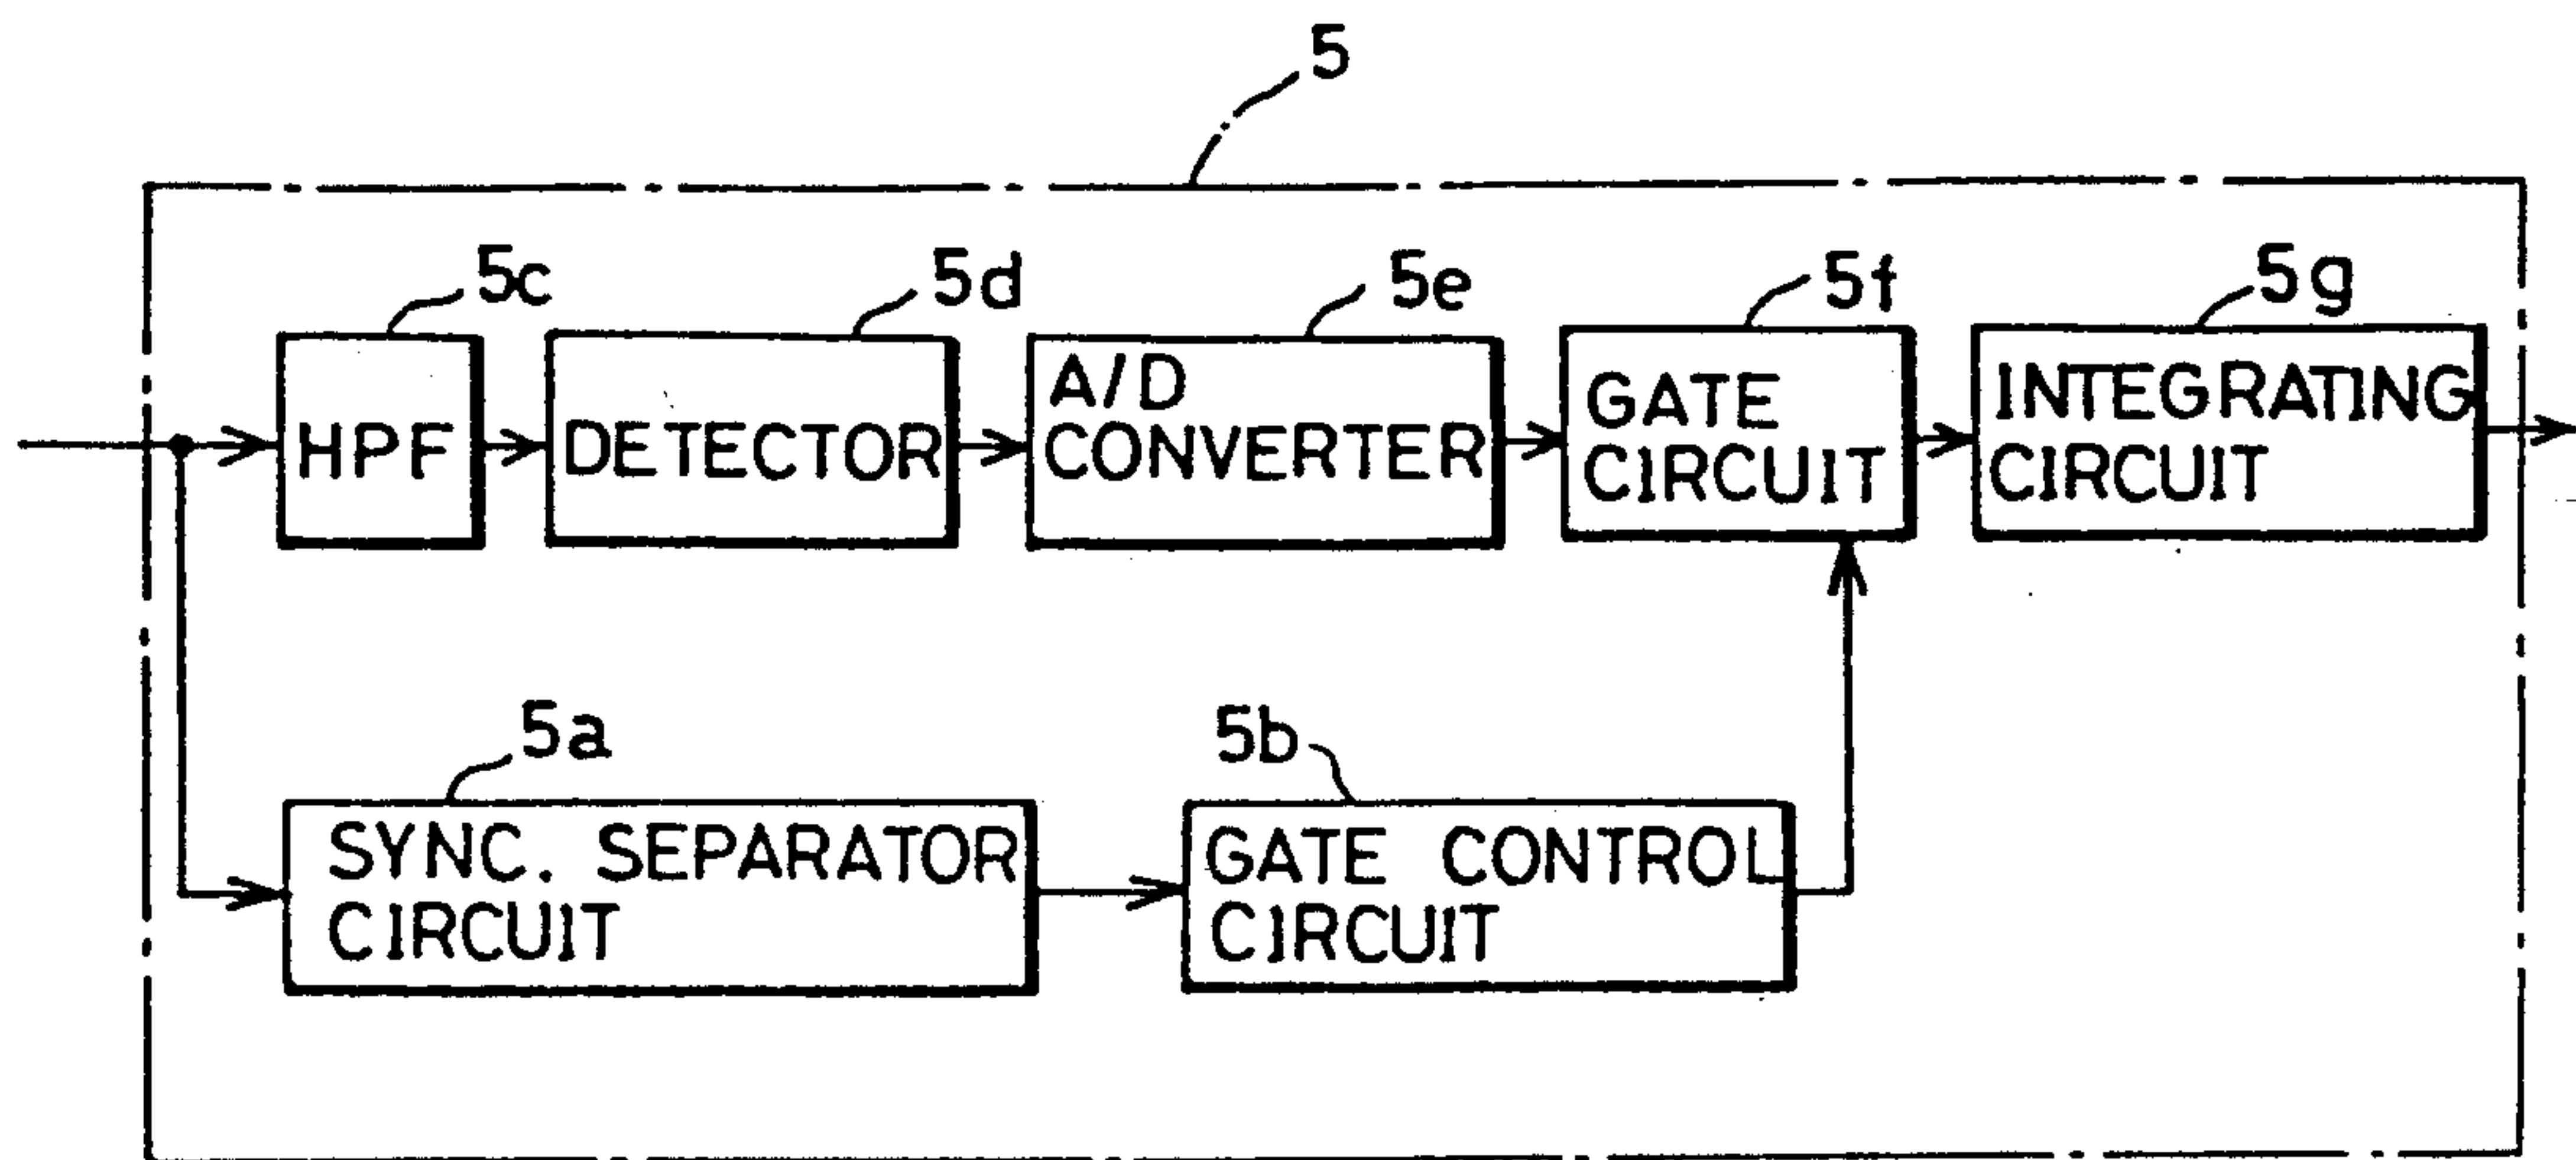 5
5c
5d
5e
5f
5g
HPF
DETECTOR
A/D
CONVERTER
GATE
CIRCUIT
INTEGRATING
CIRCUIT
5a
5b
SYNC. SEPARATOR
CIRCUIT
GATE CONTROL
CIRCUIT